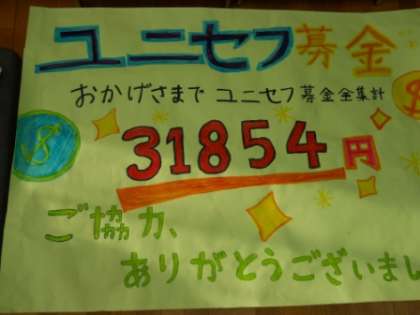 ユニセフ募金
おかげさまで ユニセフ募金全集計
31854円
ご協力、
ありがとうございまし